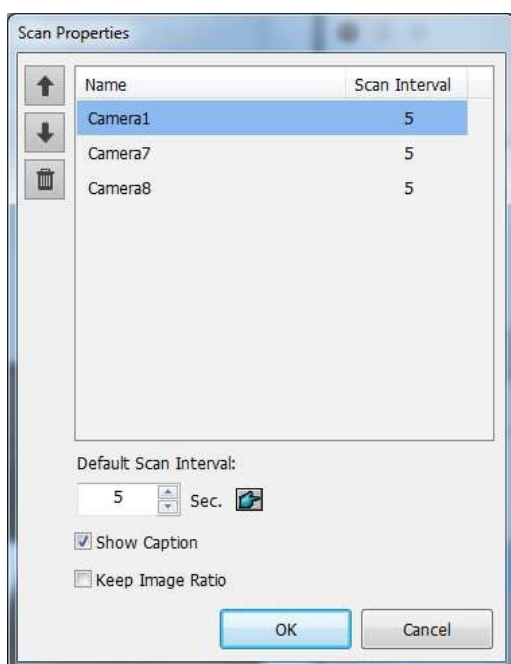 Scan Properties
Name Scan Interval
Camera1 5
Camera7 5
Camera8 5
Default Scan Interval:
5 Sec.
Show Caption
Keep Image Ratio
OK Cancel